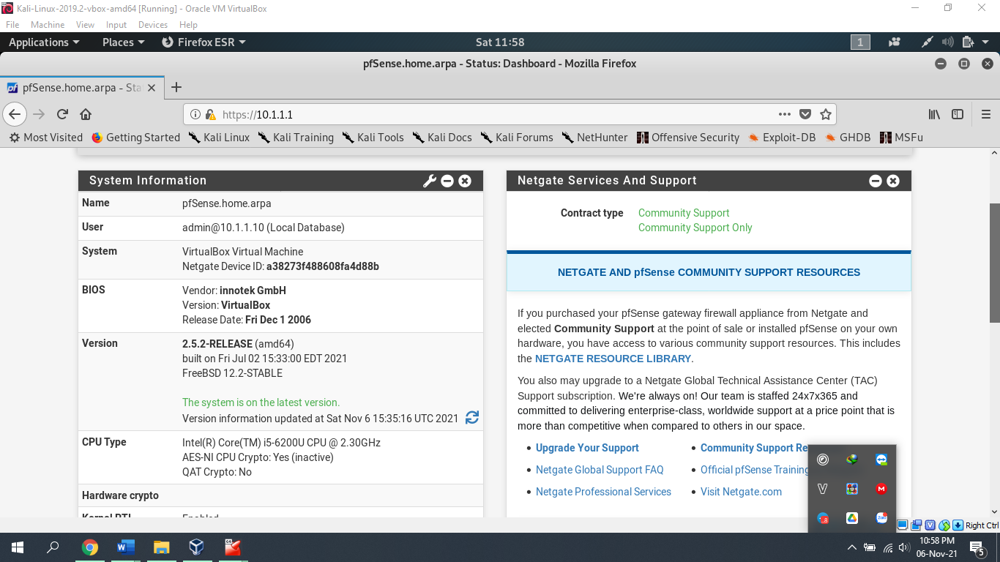 Kali-Linux-2019.2-vbox-amd64 [Running] - Oracle VM VirtualBox
File Machine View Input Devices Help
Applications Places Firefox ESR Sat 11:58 1
pfSense.home.arpa - Status: Dashboard - Mozilla Firefox
pfSense.home.arpa - Sta
https://10.1.1.1
Most Visited Getting Started Kali Linux Kali Training Kali Tools Kali Docs Kali Forums NetHunter Offensive Security Exploit-DB GHDB MSFu
System Information
Name pfSense.home.arpa
User admin@10.1.1.10 (Local Database)
System VirtualBox Virtual Machine
Netgate Device ID: a38273f488608fa4d88b
BIOS Vendor: innotek GmbH
Version: VirtualBox
Release Date: Fri Dec 1 2006
Version 2.5.2-RELEASE (amd64)
built on Fri Jul 02 15:33:00 EDT 2021
FreeBSD 12.2-STABLE
The system is on the latest version.
Version information updated at Sat Nov 6 15:35:16 UTC 2021
CPU Type Intel(R) Core(TM) i5-6200U CPU @ 2.30GHz
AES-NI CPU Crypto: Yes (inactive)
QAT Crypto: No
Hardware crypto
Kernel PTI Enabled
Netgate Services And Support
Contract type Community Support
Community Support Only
NETGATE AND pfSense COMMUNITY SUPPORT RESOURCES
If you purchased your pfSense gateway firewall appliance from Netgate and
elected Community Support at the point of sale or installed pfSense on your own
hardware, you have access to various community support resources. This includes
the NETGATE RESOURCE LIBRARY.
You also may upgrade to a Netgate Global Technical Assistance Center (TAC)
Support subscription. We're always on! Our team is staffed 24x7x365 and
committed to delivering enterprise-class, worldwide support at a price point that is
more than competitive when compared to others in our space.
Upgrade Your Support Community Support Re
Netgate Global Support FAQ Official pfSense Training
Netgate Professional Services Visit Netgate.com
Right Ctrl
10:58 PM
06-Nov-21
5